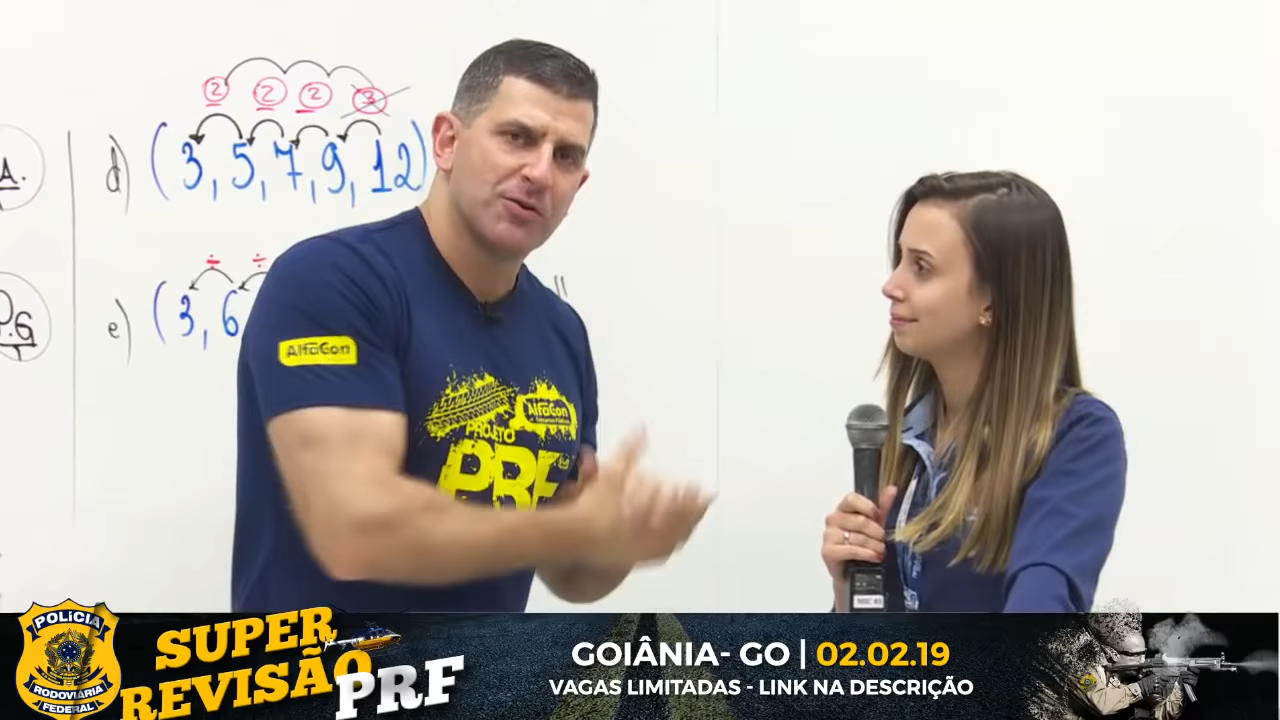 2 2 2 3
A.
d) (3, 5, 7, 9, 12)
P.G
e) (3, 6
÷ ÷
AlfaCon
AlfaCon
PROJETO
PRF
POLÍCIA
RODOVIÁRIA
FEDERAL
SUPER
REVISÃO
PRF
GOIÂNIA- GO | 02.02.19
VAGAS LIMITADAS - LINK NA DESCRIÇÃO